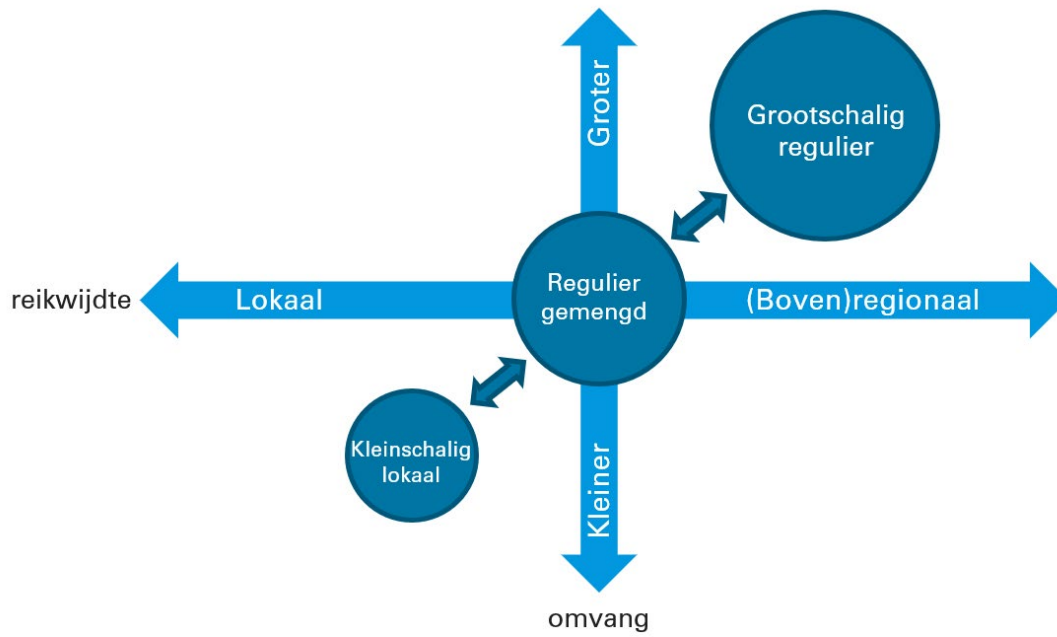 Groter
Grootschalig
regulier
reikwijdte
Lokaal
Regulier
gemengd
(Boven)regionaal
Kleinschalig
lokaal
Kleiner
omvang